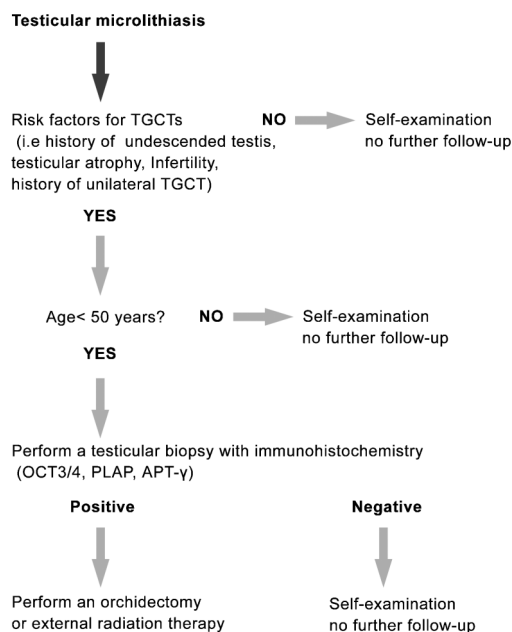 Testicular microlithiasis
Risk factors for TGCTs
(i.e history of undescended testis,
testicular atrophy, Infertility,
history of unilateral TGCT)
NO
Self-examination
no further follow-up
YES
Age< 50 years?
NO
Self-examination
no further follow-up
YES
Perform a testicular biopsy with immunohistochemistry
(OCT3/4, PLAP, APT-γ)
Positive
Negative
Perform an orchidectomy
or external radiation therapy
Self-examination
no further follow-up